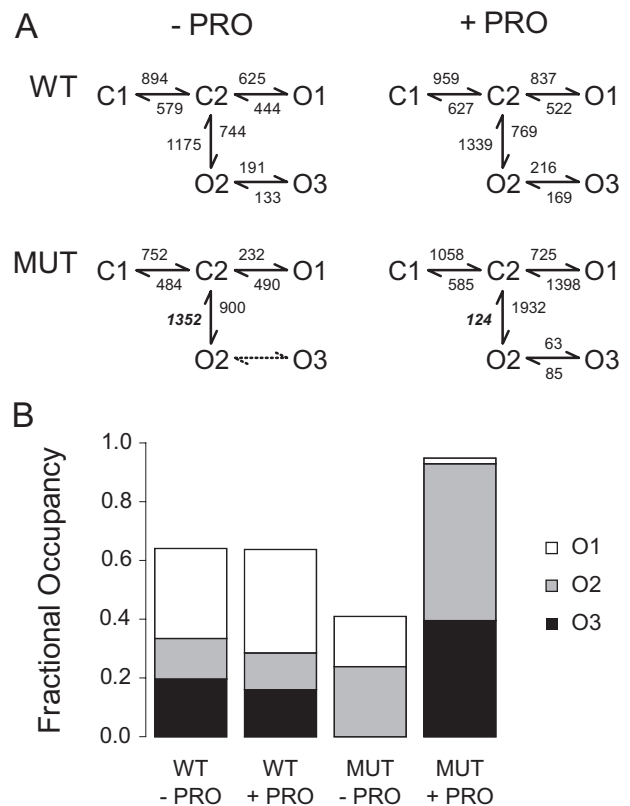 A - PRO + PRO
WT
894 625
C1 C2 O1
579 444
1175 744
191
O2 O3
133
959 837
C1 C2 O1
627 522
1339 769
216
O2 O3
169
MUT
752 232
C1 C2 O1
484 490
1352 900
O2 O3
1058 725
C1 C2 O1
585 1398
124 1932
63
O2 O3
85
B
Fractional Occupancy
1.0
0.8
0.6
0.4
0.2
0.0
O1
O2
O3
WT WT MUT MUT
- PRO + PRO - PRO + PRO